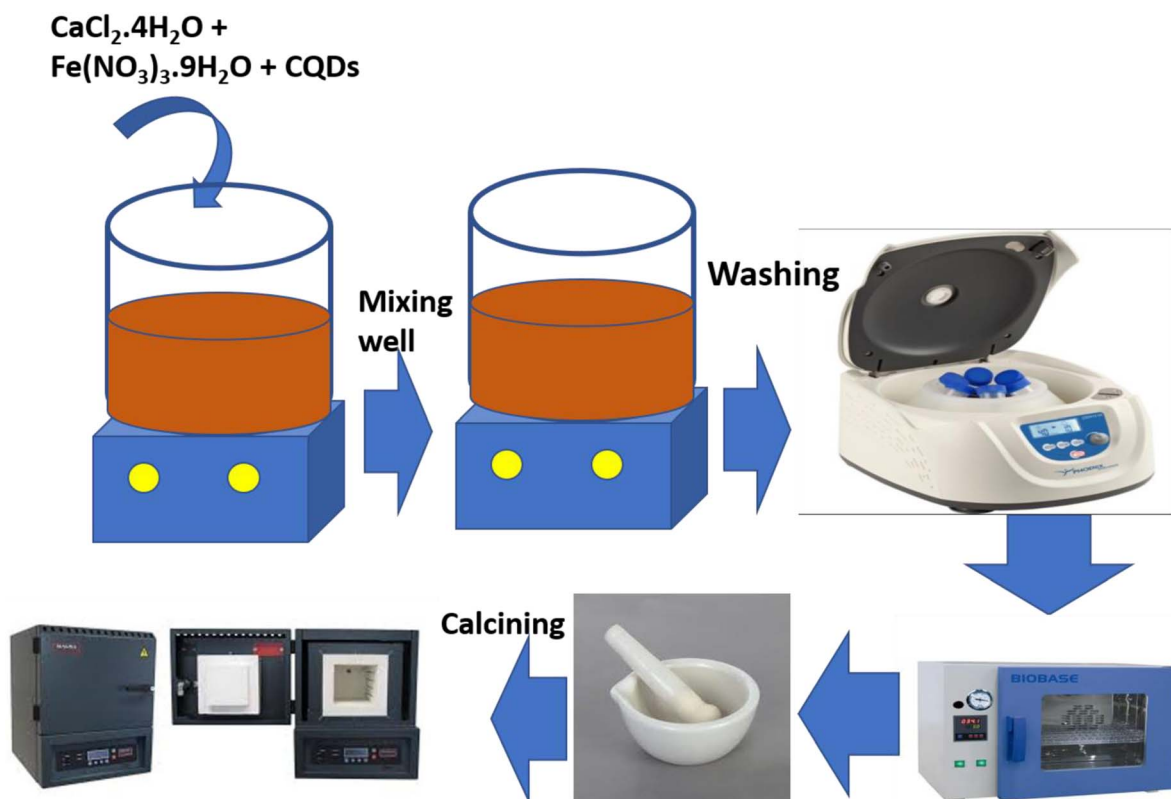 CaCl₂.4H₂O +
Fe(NO₃)₃.9H₂O + CQDs
Mixing
well
Washing
Calcining
BIOBASE